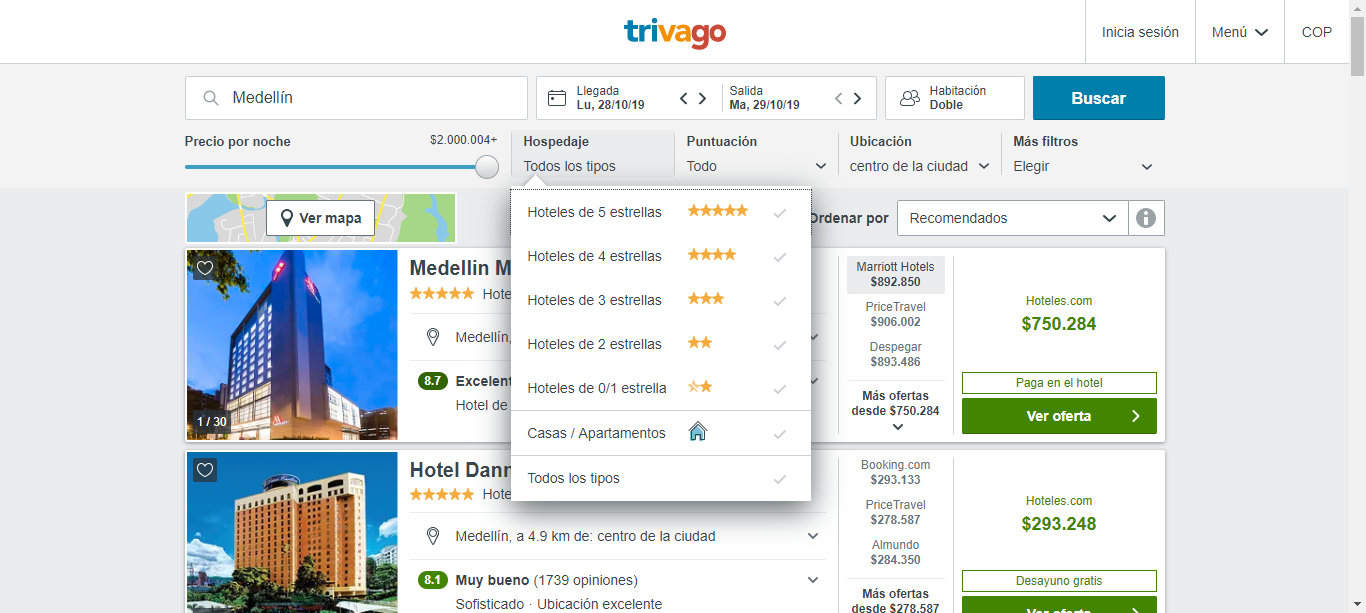 trivago
Inicia sesión
Menú
COP
Medellín
Llegada
Lu, 28/10/19
Salida
Ma, 29/10/19
Habitación
Doble
Buscar
Precio por noche
$2.000.004+
Hospedaje
Todos los tipos
Puntuación
Todo
Ubicación
centro de la ciudad
Más filtros
Elegir
Ver mapa
Ordenar por
Recomendados
Hoteles de 5 estrellas
Hoteles de 4 estrellas
Hoteles de 3 estrellas
Hoteles de 2 estrellas
Hoteles de 0/1 estrella
Casas / Apartamentos
Todos los tipos
1 / 30
Medellin M
Hote
Medellín,
8.7 Excelent
Hotel de
Marriott Hotels
$892.850
PriceTravel
$906.002
Despegar
$893.486
Más ofertas
desde $750.284
Hoteles.com
$750.284
Paga en el hotel
Ver oferta
Hotel Dann
Hote
Medellín, a 4.9 km de: centro de la ciudad
8.1 Muy bueno (1739 opiniones)
Sofisticado · Ubicación excelente
Booking.com
$293.133
PriceTravel
$278.587
Almundo
$284.350
Más ofertas
desde $278.587
Hoteles.com
$293.248
Desayuno gratis
Ver oferta